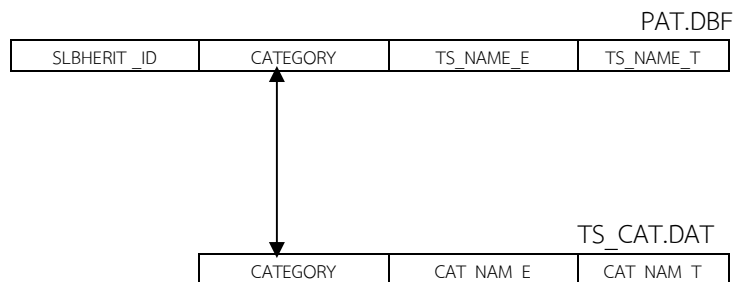 PAT.DBF
SLBHERIT _ID CATEGORY TS_NAME_E TS_NAME_T
TS_CAT.DAT
CATEGORY CAT_NAM_E CAT_NAM_T